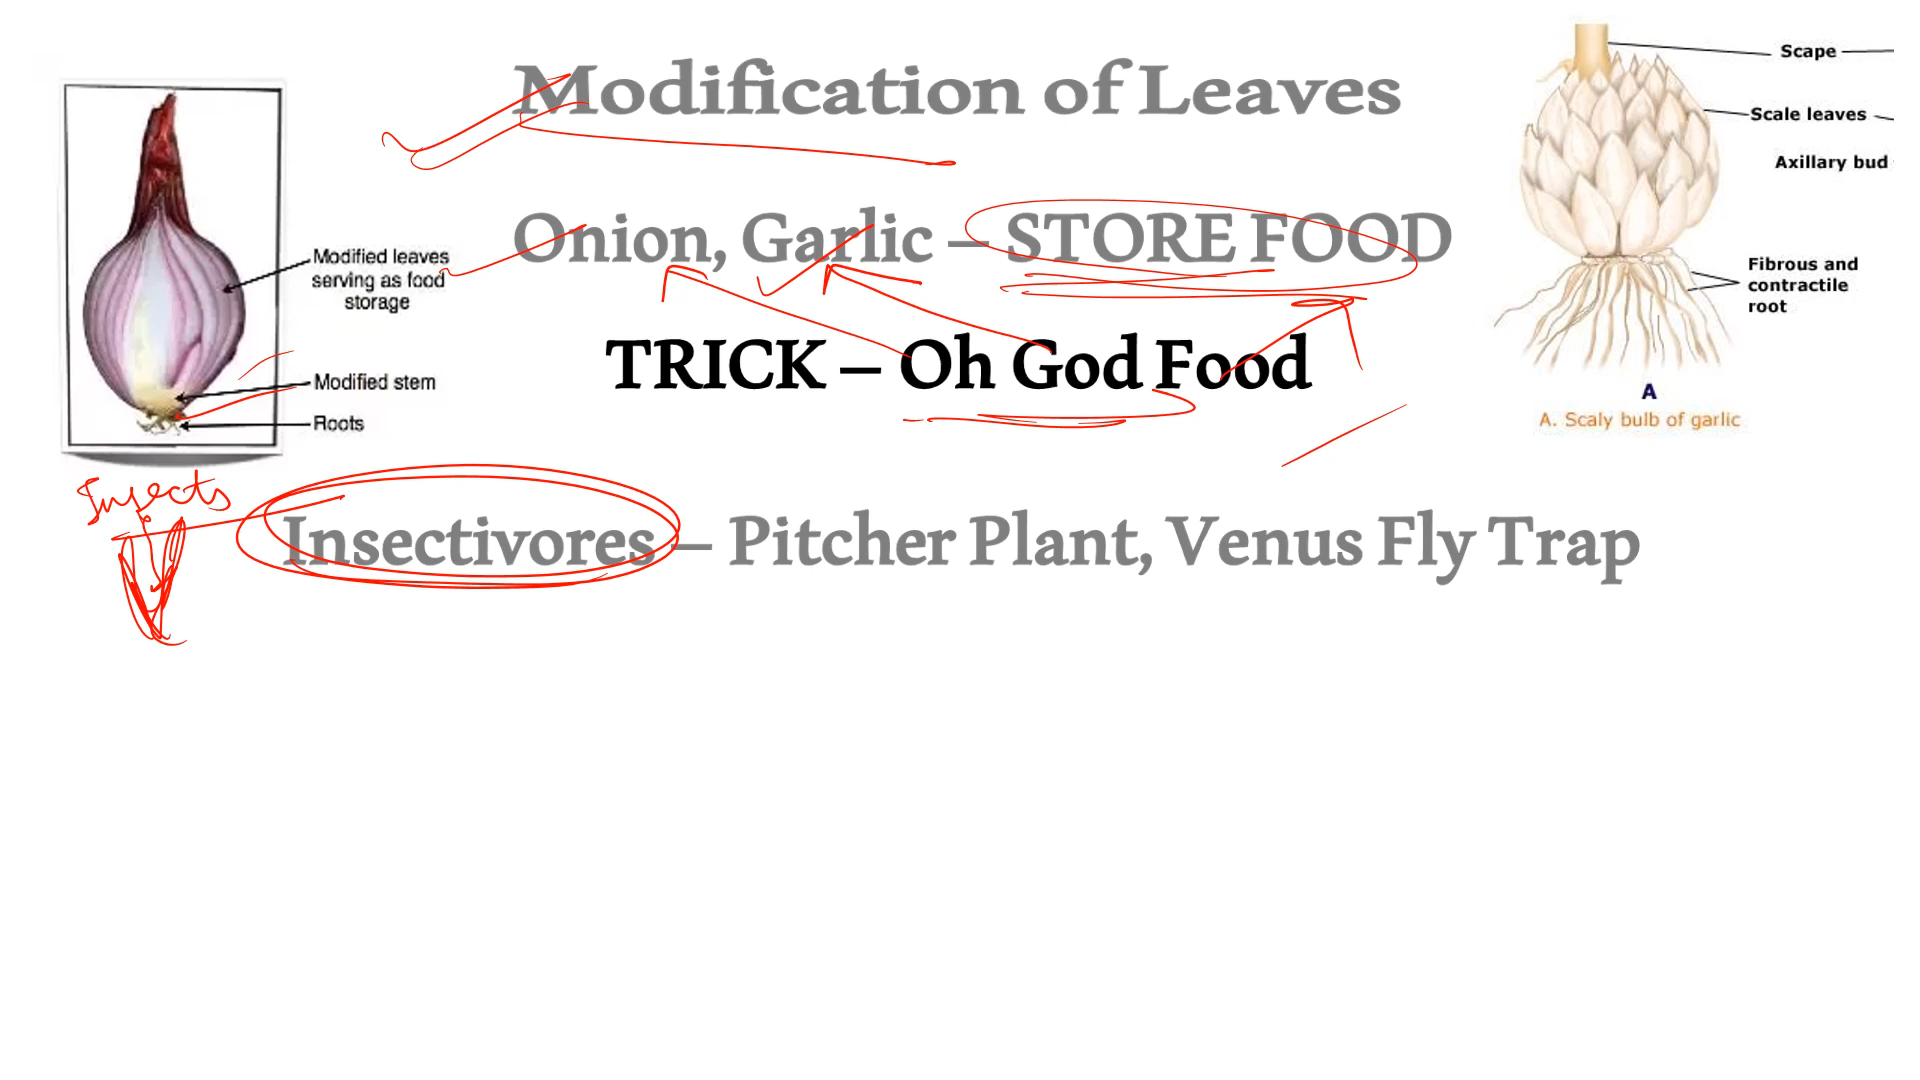 Modification of Leaves
Scape
Scale leaves
Axillary bud
Onion, Garlic – STORE FOOD
Modified leaves
serving as food
storage
Fibrous and
contractile
root
TRICK – Oh God Food
Modified stem
Roots
A
A. Scaly bulb of garlic
Insects
Insectivores – Pitcher Plant, Venus Fly Trap